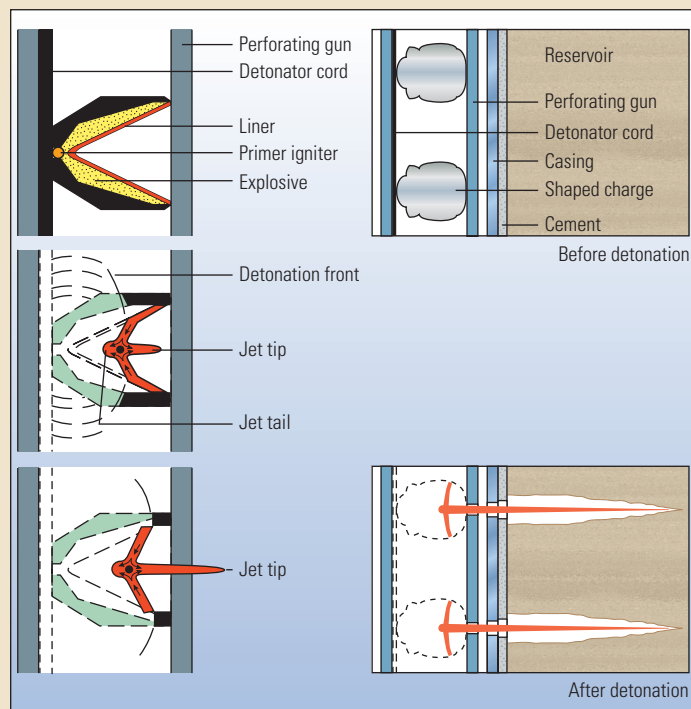 Perforating gun
Detonator cord
Liner
Primer igniter
Explosive
Detonation front
Jet tip
Jet tail
Jet tip
Reservoir
Perforating gun
Detonator cord
Casing
Shaped charge
Cement
Before detonation
After detonation